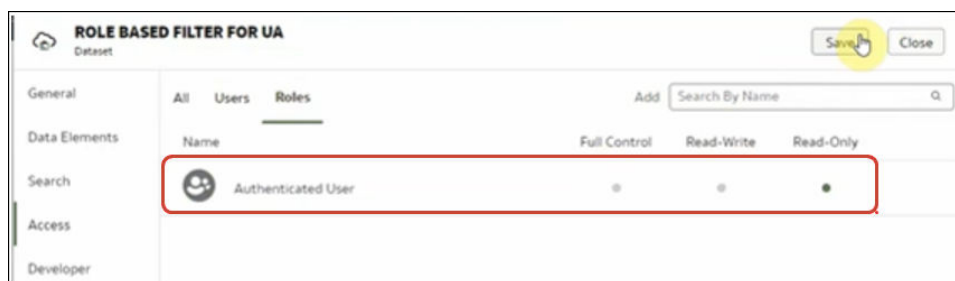 ROLE BASED FILTER FOR UA
Dataset
Save
Close
General
Data Elements
Search
Access
Developer
All Users Roles
Add Search By Name
Name Full Control Read-Write Read-Only
Authenticated User